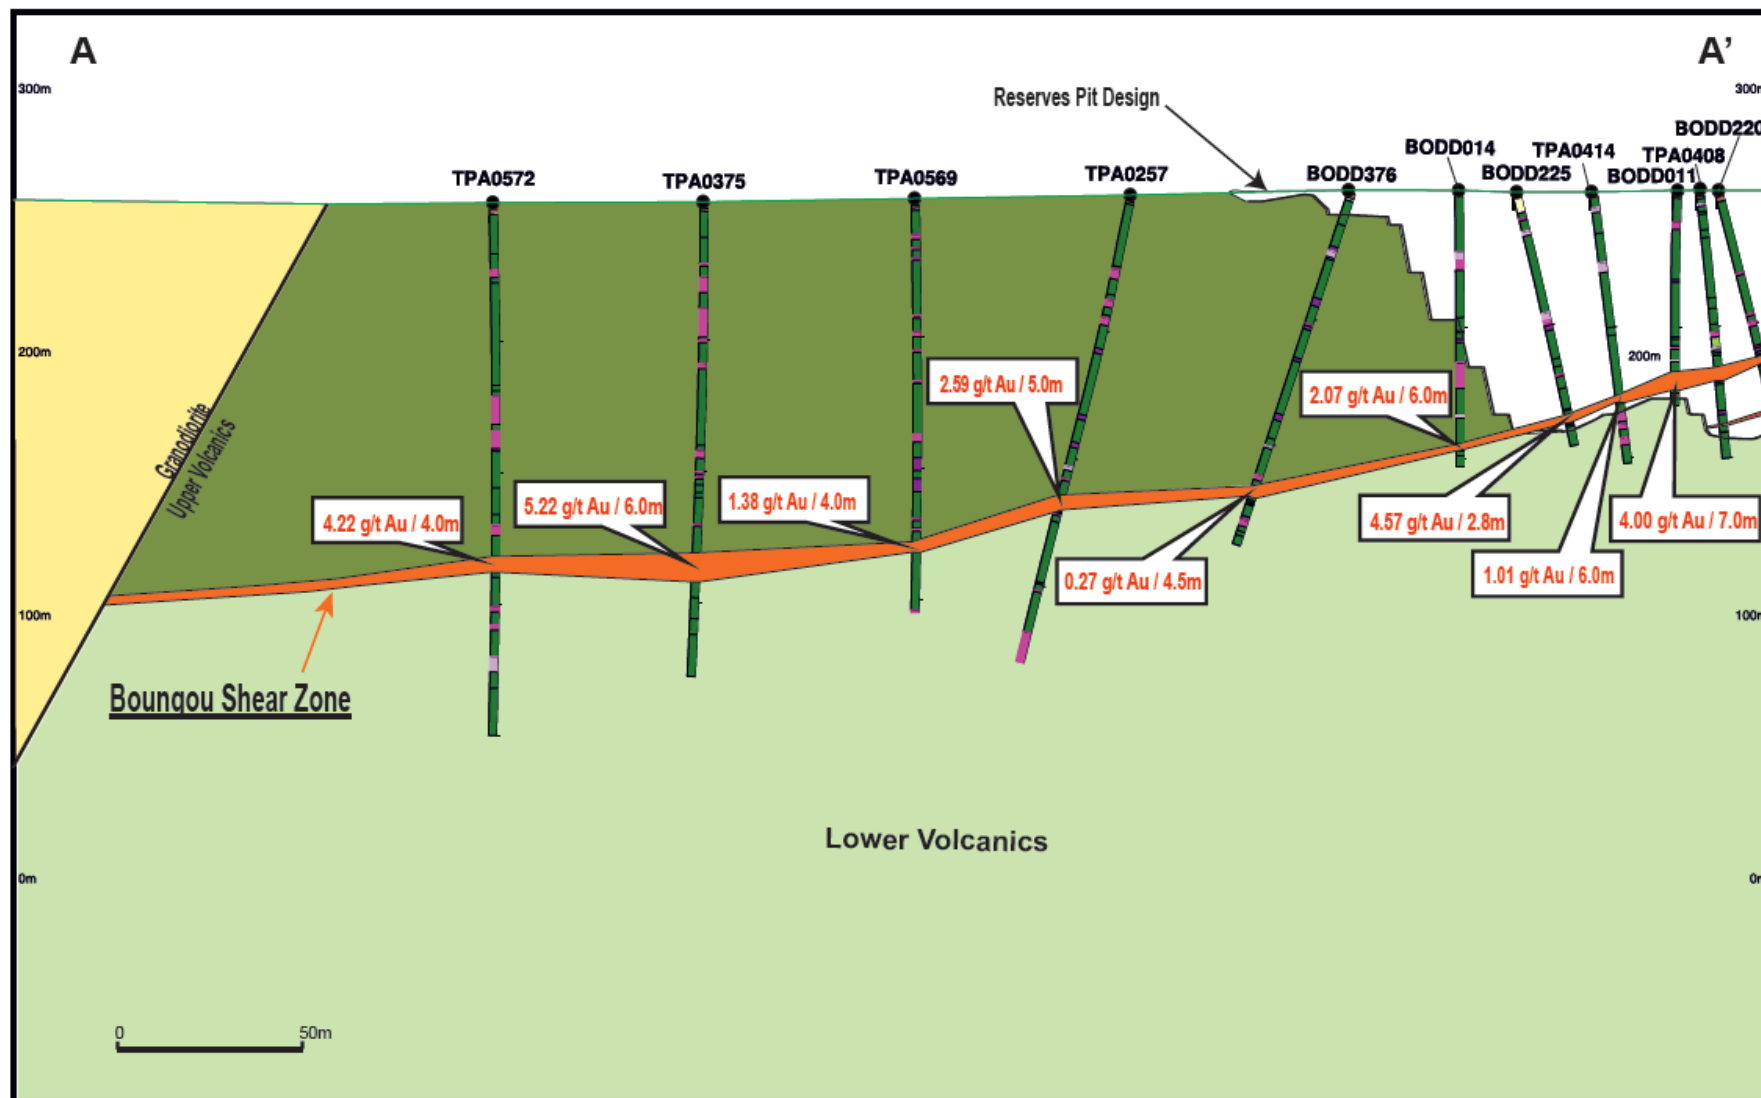 A
A’
300m
300m
Reserves Pit Design
BODD220
BODD014
TPA0414
TPA0408
TPA0572
TPA0375
TPA0569
TPA0257
BODD376
BODD225
BODD011
200m
200m
2.59 g/t Au / 5.0m
2.07 g/t Au / 6.0m
Granodiorite
Upper Volcanics
4.22 g/t Au / 4.0m
5.22 g/t Au / 6.0m
1.38 g/t Au / 4.0m
4.57 g/t Au / 2.8m
4.00 g/t Au / 7.0m
0.27 g/t Au / 4.5m
1.01 g/t Au / 6.0m
100m
100m
Boungou Shear Zone
Lower Volcanics
0m
0m
0 50m